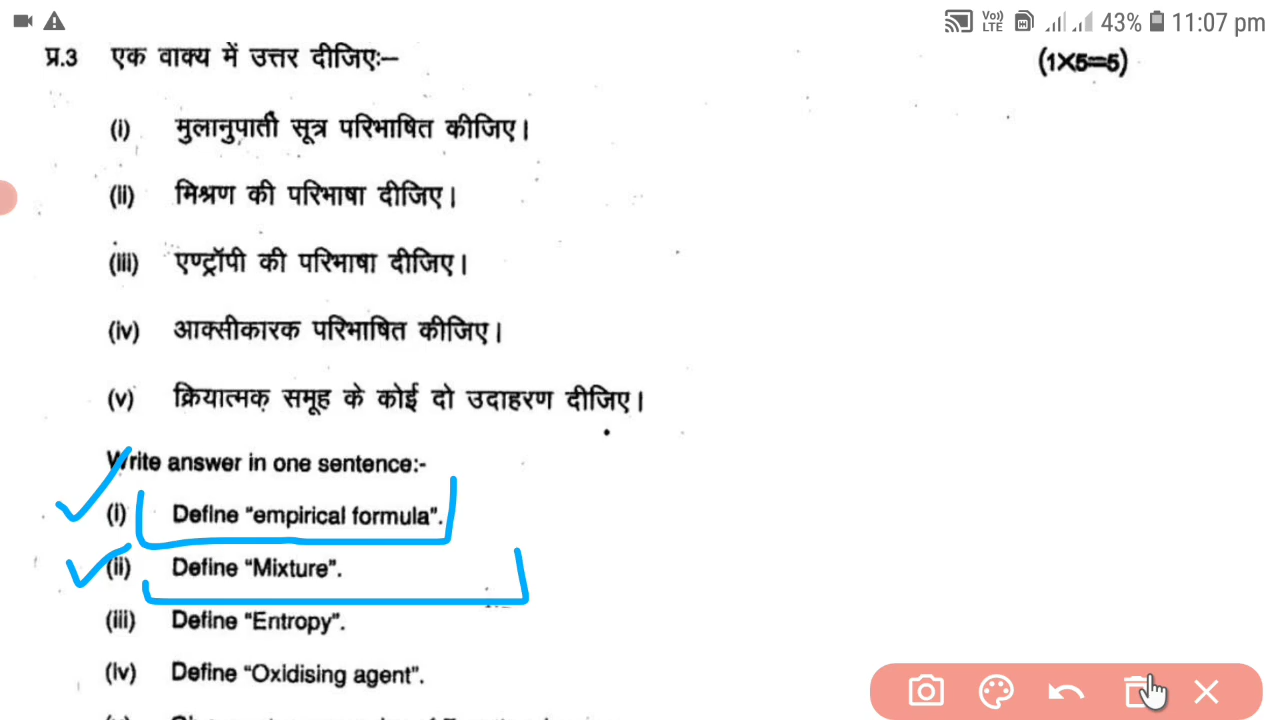 Vo)) LTE 43% 11:07 pm
प्र.3 एक वाक्य में उत्तर दीजिएः— (1×5=5)
(i) मुलानुपाती सूत्र परिभाषित कीजिए।
(ii) मिश्रण की परिभाषा दीजिए।
(iii) एण्ट्रॉपी की परिभाषा दीजिए।
(iv) आक्सीकारक परिभाषित कीजिए।
(v) क्रियात्मक समूह के कोई दो उदाहरण दीजिए।
Write answer in one sentence:-
(i) Define "empirical formula".
(ii) Define "Mixture".
(iii) Define "Entropy".
(iv) Define "Oxidising agent".